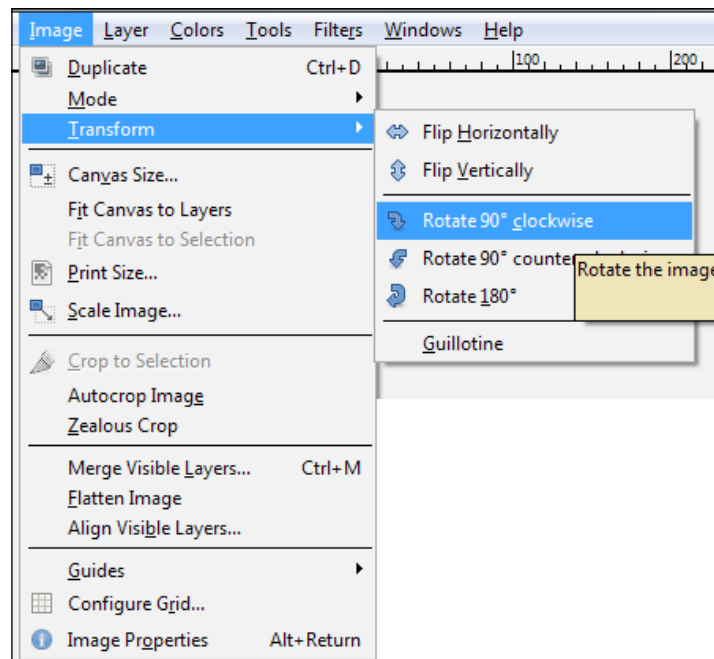 Image Layer Colors Tools Filters Windows Help
100 200
Duplicate Ctrl+D
Mode
Transform
Canvas Size...
Fit Canvas to Layers
Fit Canvas to Selection
Print Size...
Scale Image...
Crop to Selection
Autocrop Image
Zealous Crop
Merge Visible Layers... Ctrl+M
Flatten Image
Align Visible Layers...
Guides
Configure Grid...
Image Properties Alt+Return
Flip Horizontally
Flip Vertically
Rotate 90° clockwise
Rotate 90° counter
Rotate 180°
Guillotine
Rotate the image